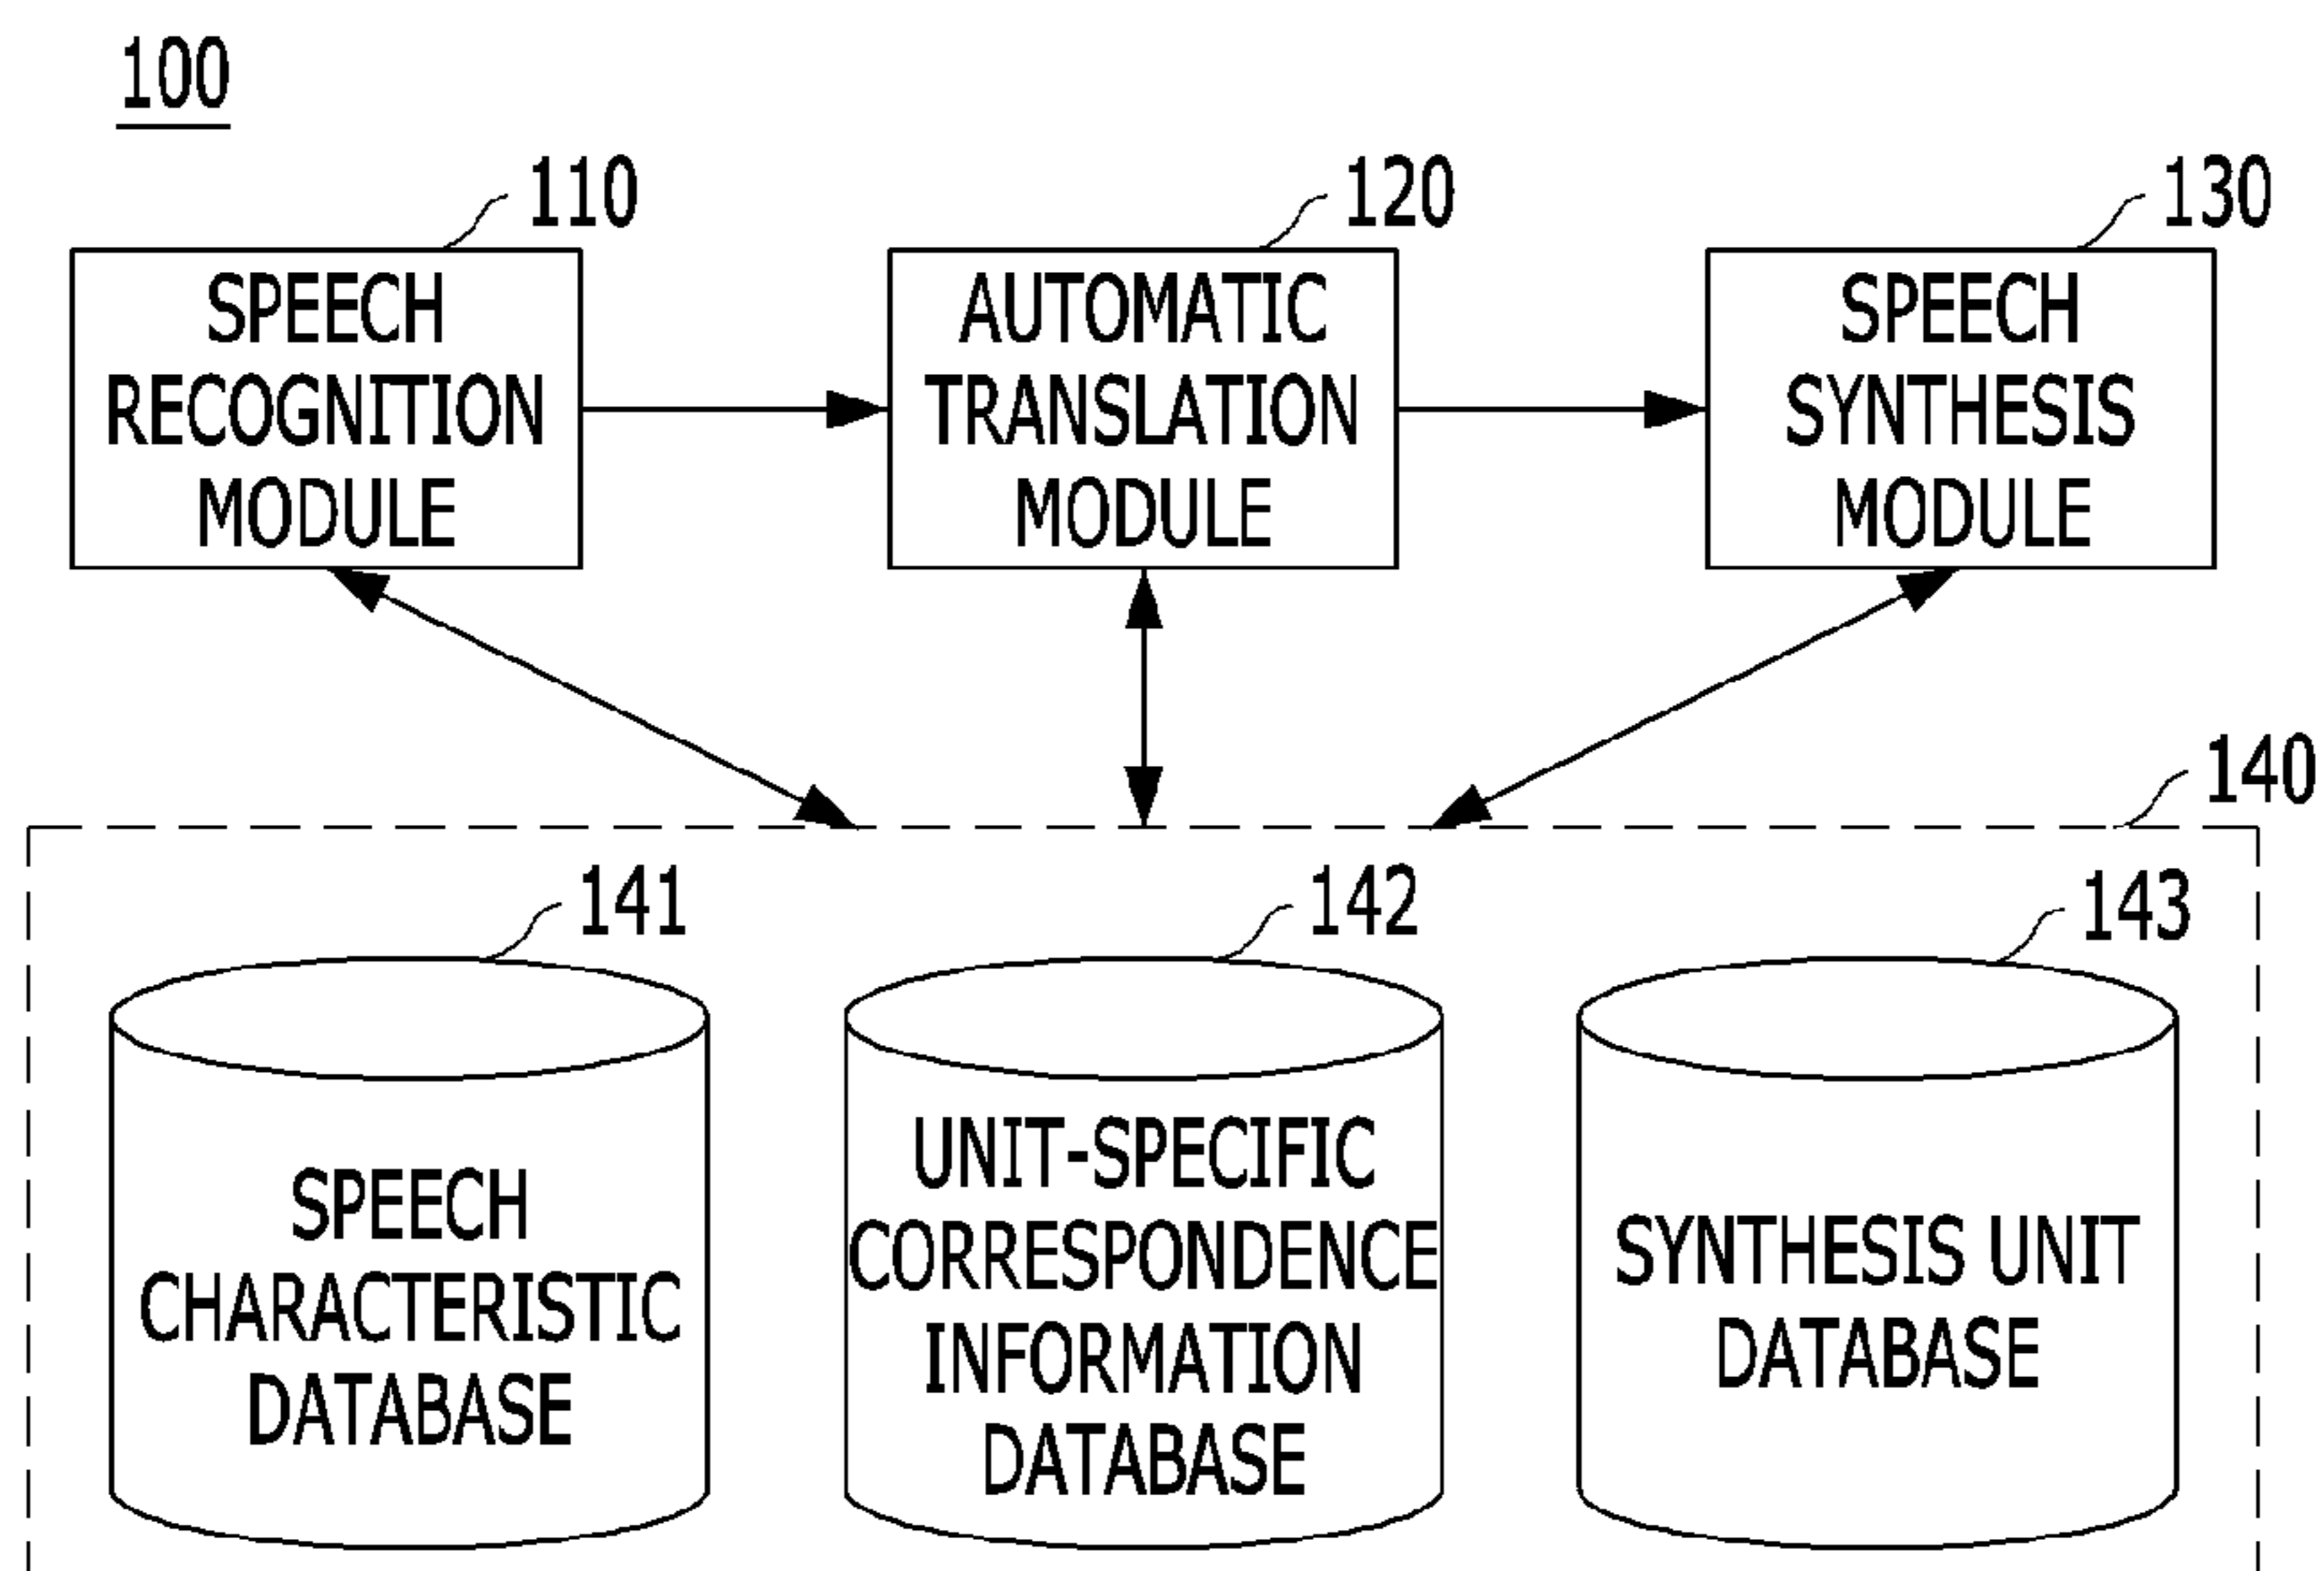 100
110
120
130
SPEECH
RECOGNITION
MODULE
AUTOMATIC
TRANSLATION
MODULE
SPEECH
SYNTHESIS
MODULE
140
141
142
143
SPEECH
CHARACTERISTIC
DATABASE
UNIT-SPECIFIC
CORRESPONDENCE
INFORMATION
DATABASE
SYNTHESIS UNIT
DATABASE